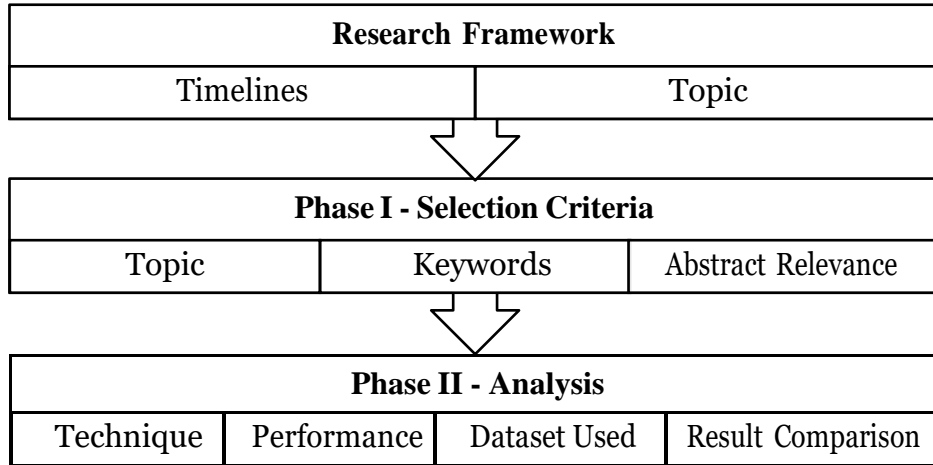 Research Framework
Timelines Topic
Phase I - Selection Criteria
Topic Keywords Abstract Relevance
Phase II - Analysis
Technique Performance Dataset Used Result Comparison